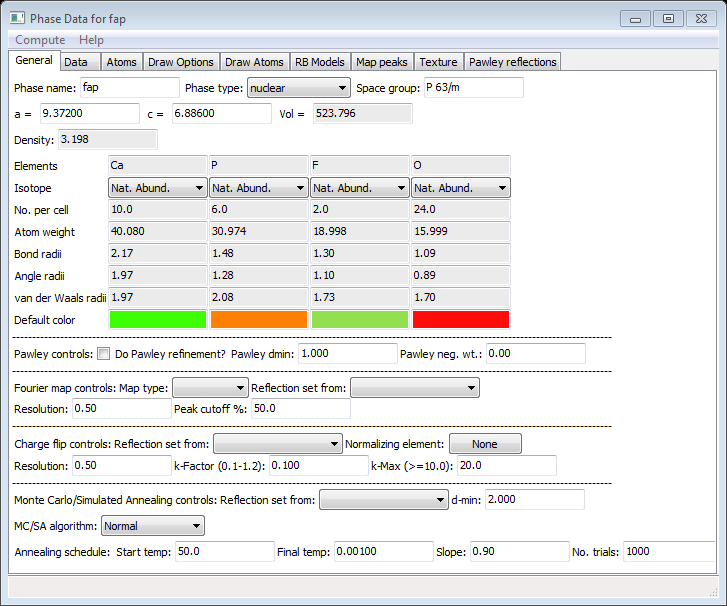 Phase Data for fap
Compute Help
General Data Atoms Draw Options Draw Atoms RB Models Map peaks Texture Pawley reflections
Phase name: fap Phase type: nuclear Space group: P 63/m
a = 9.37200 c = 6.88600 Vol = 523.796
Density: 3.198
Elements Ca P F O
Isotope Nat. Abund. Nat. Abund. Nat. Abund. Nat. Abund.
No. per cell 10.0 6.0 2.0 24.0
Atom weight 40.080 30.974 18.998 15.999
Bond radii 2.17 1.48 1.30 1.09
Angle radii 1.97 1.28 1.10 0.89
van der Waals radii 1.97 2.08 1.73 1.70
Default color
Pawley controls: Do Pawley refinement? Pawley dmin: 1.000 Pawley neg. wt.: 0.00
Fourier map controls: Map type: Reflection set from:
Resolution: 0.50 Peak cutoff %: 50.0
Charge flip controls: Reflection set from: Normalizing element: None
Resolution: 0.50 k-Factor (0.1-1.2): 0.100 k-Max (>=10.0): 20.0
Monte Carlo/Simulated Annealing controls: Reflection set from: d-min: 2.000
MC/SA algorithm: Normal
Annealing schedule: Start temp: 50.0 Final temp: 0.00100 Slope: 0.90 No. trials: 1000